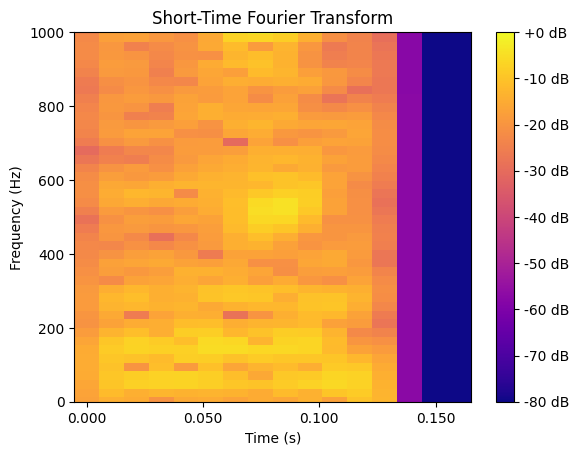 Short-Time Fourier Transform
1000
800
600
400
200
0
Frequency (Hz)
0.000
0.050
0.100
0.150
Time (s)
+0 dB
-10 dB
-20 dB
-30 dB
-40 dB
-50 dB
-60 dB
-70 dB
-80 dB